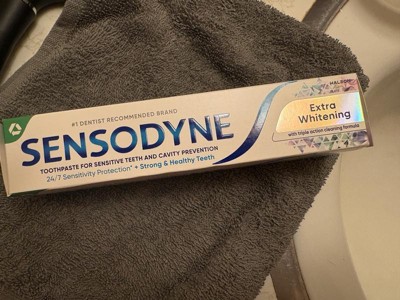 #1 DENTIST RECOMMENDED BRAND
SENSODYNE
TOOTHPASTE FOR SENSITIVE TEETH AND CAVITY PREVENTION
24/7 Sensitivity Protection* + Strong & Healthy Teeth
HALEON
Extra
Whitening
with triple action cleaning formula